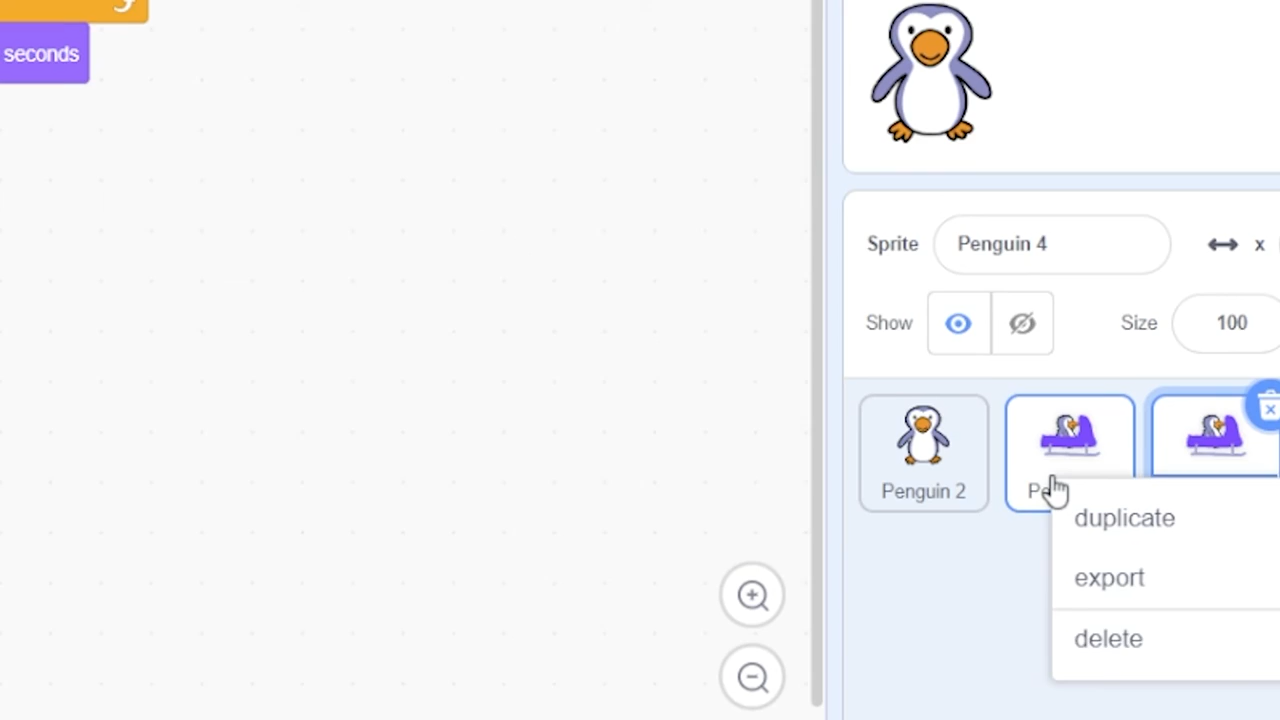 seconds
Sprite Penguin 4 x
Show Size 100
Penguin 2
duplicate
export
delete